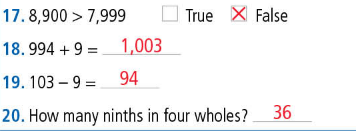 17. 8,900 > 7,999 ☐ True ☒ False
18. 994 + 9 = 1,003
19. 103 – 9 = 94
20. How many ninths in four wholes? 36